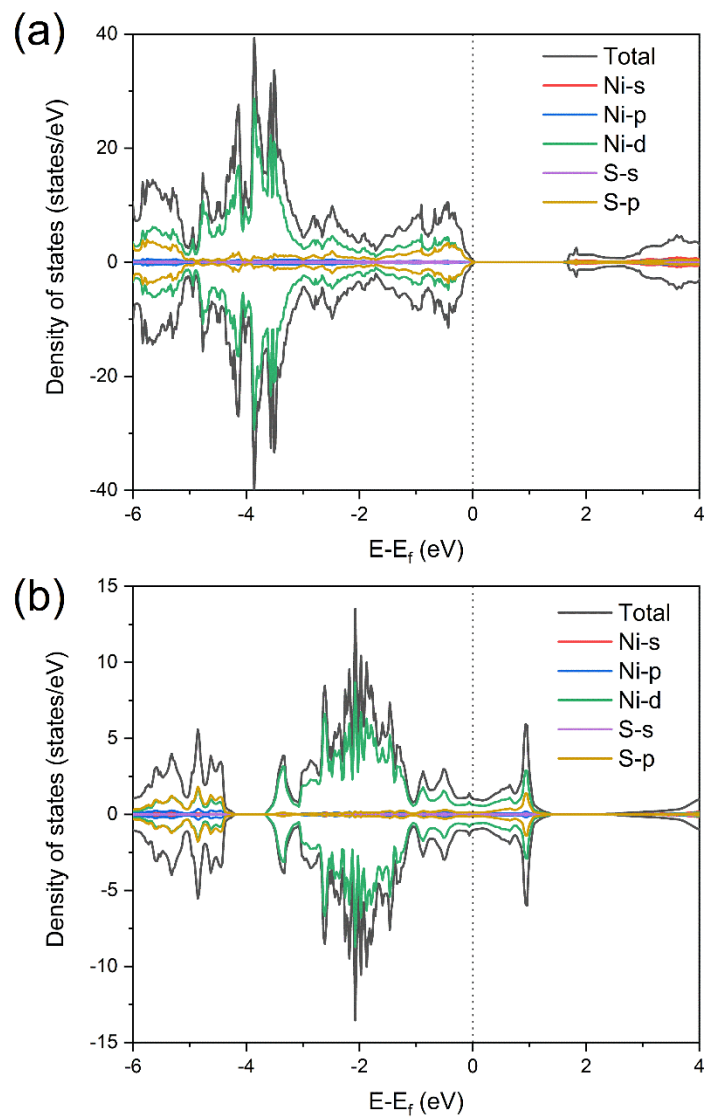 (a)
40
20
0
-20
-40
Density of states (states/eV)
Total
Ni-s
Ni-p
Ni-d
S-s
S-p
-6 -4 -2 0 2 4
E-E_f (eV)
(b)
15
10
5
0
-5
-10
-15
Density of states (states/eV)
Total
Ni-s
Ni-p
Ni-d
S-s
S-p
-6 -4 -2 0 2 4
E-E_f (eV)